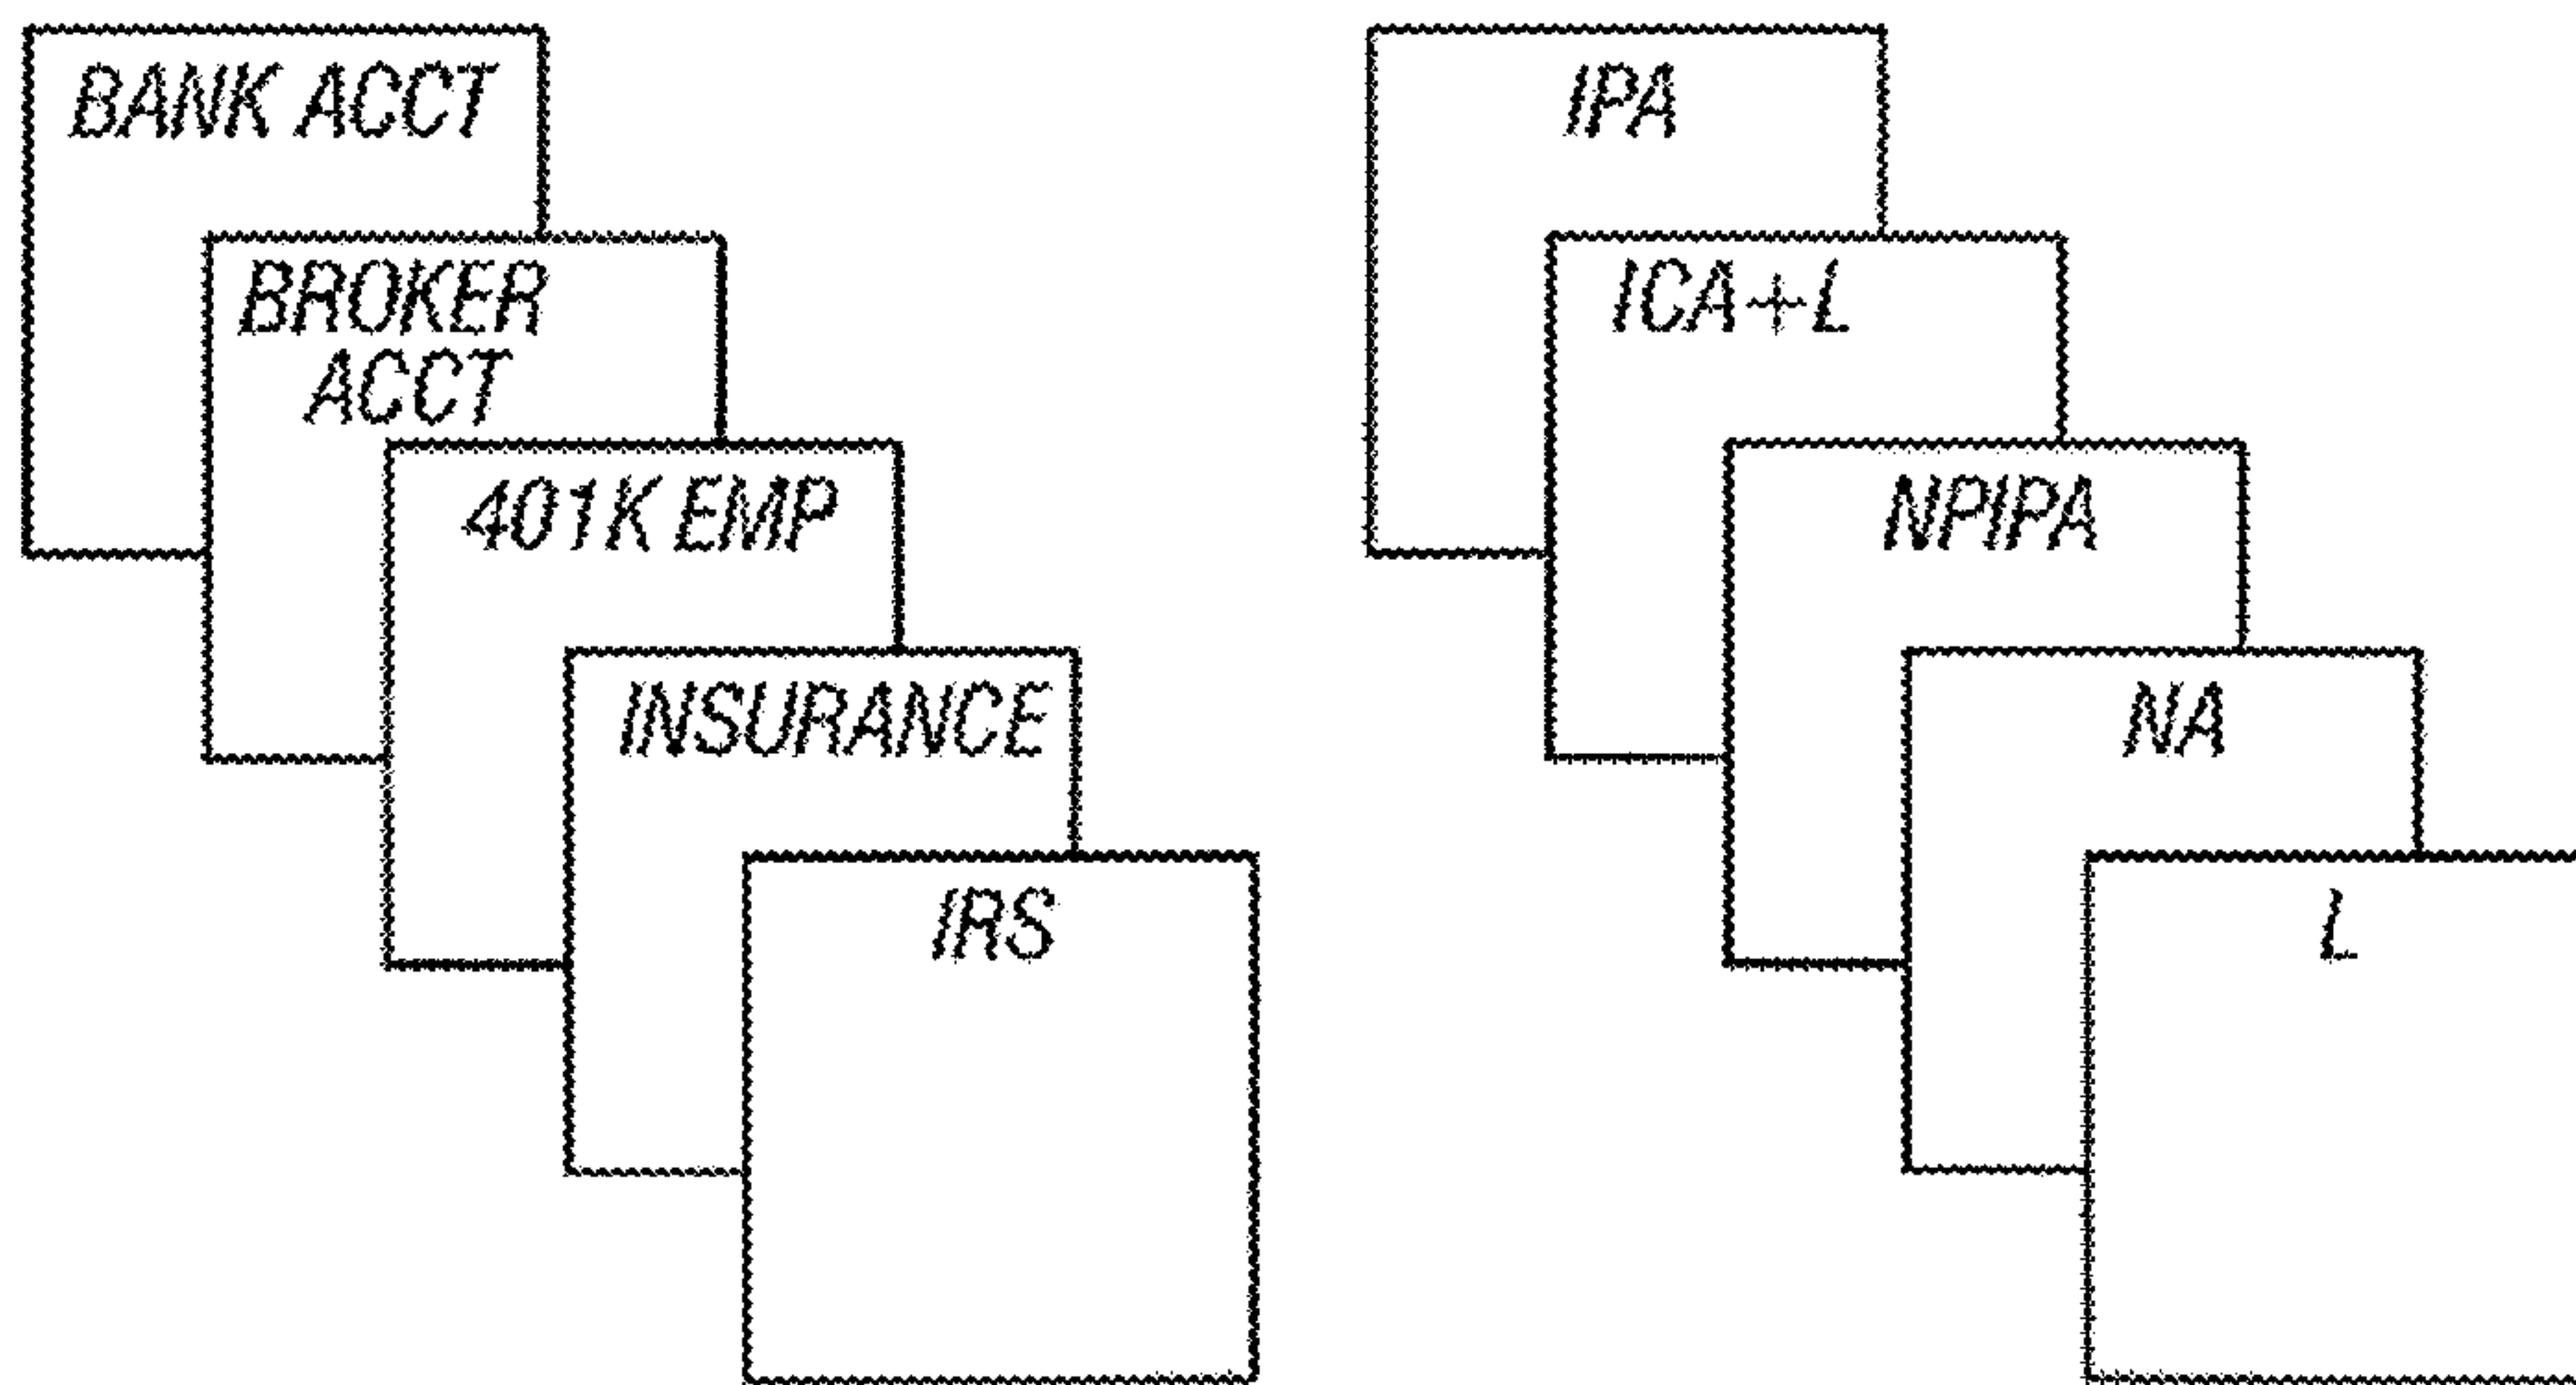 BANK ACCT
BROKER
ACCT
401K EMP
INSURANCE
IRS
IPA
ICA+L
NPIPA
NA
L